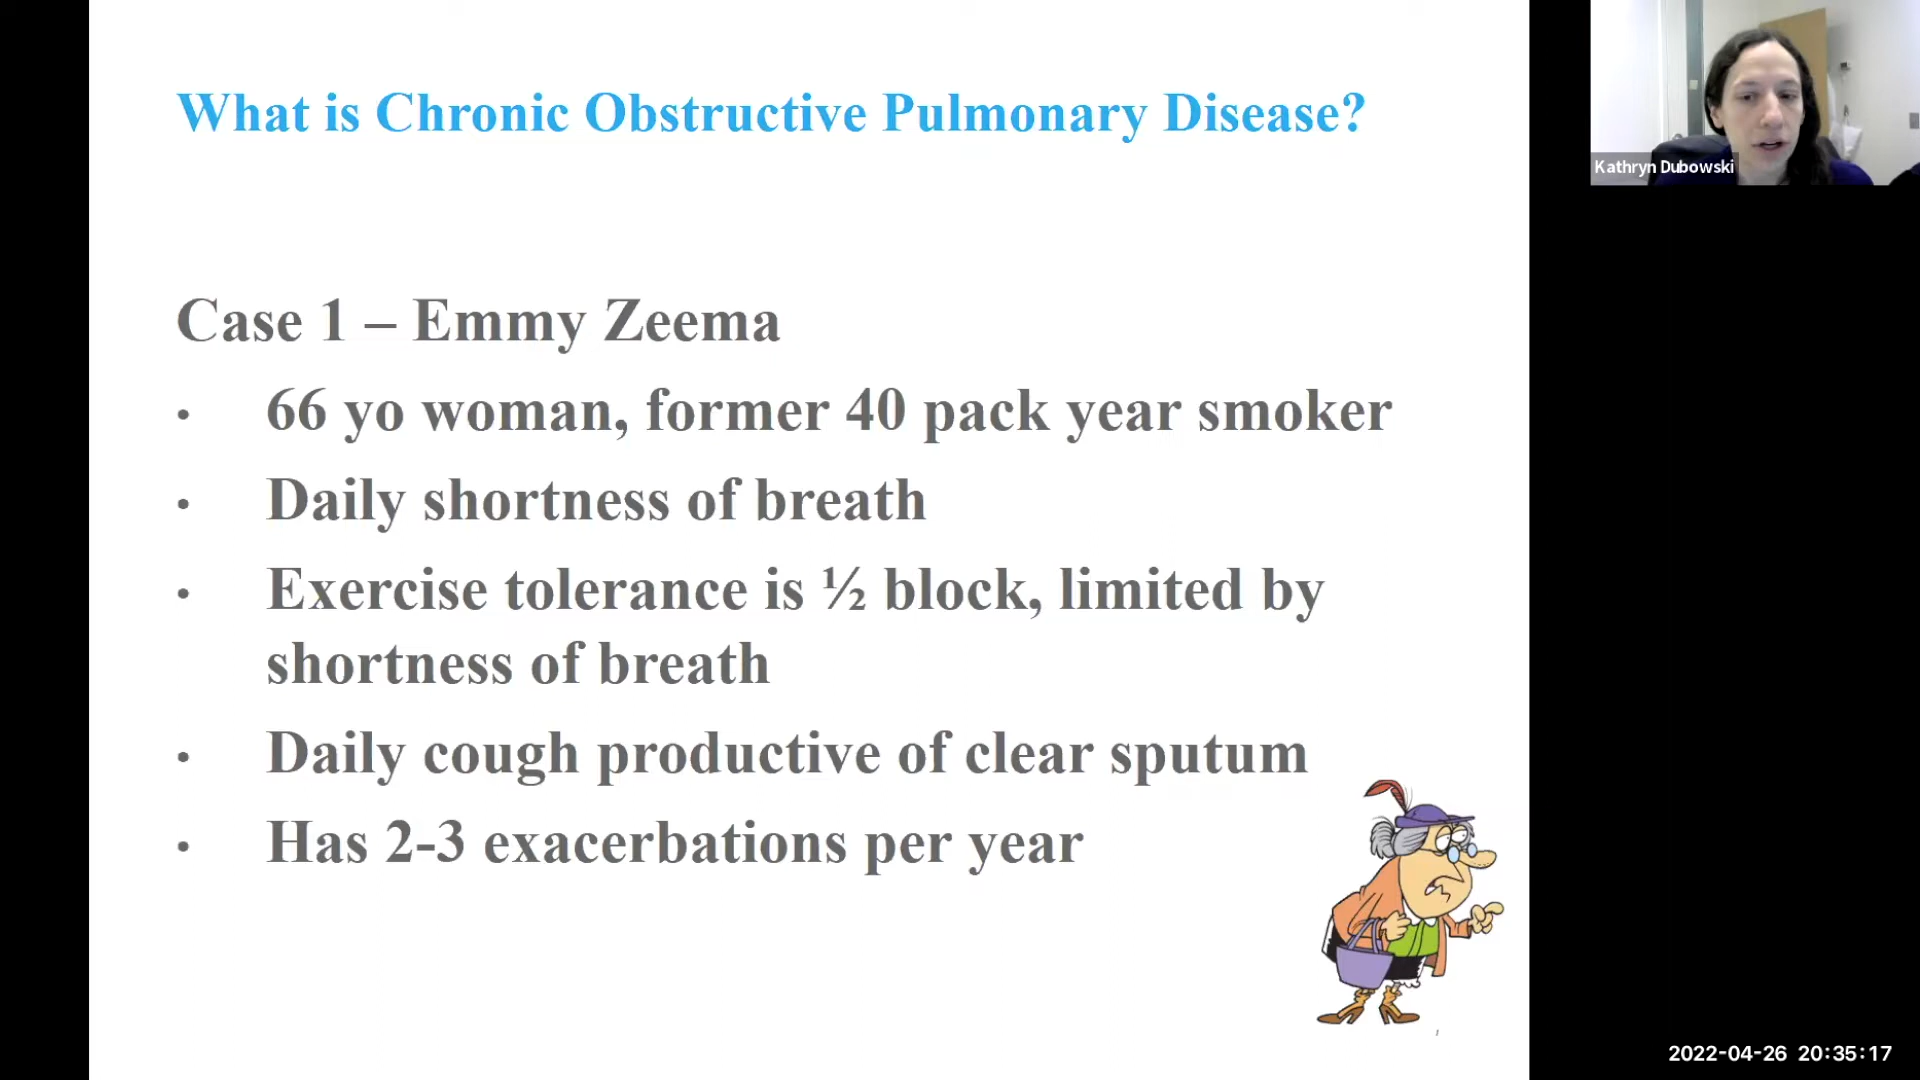 What is Chronic Obstructive Pulmonary Disease?
Kathryn Dubowski
Case 1 – Emmy Zeema
• 66 yo woman, former 40 pack year smoker
• Daily shortness of breath
• Exercise tolerance is ½ block, limited by
shortness of breath
• Daily cough productive of clear sputum
• Has 2-3 exacerbations per year
2022-04-26 20:35:17